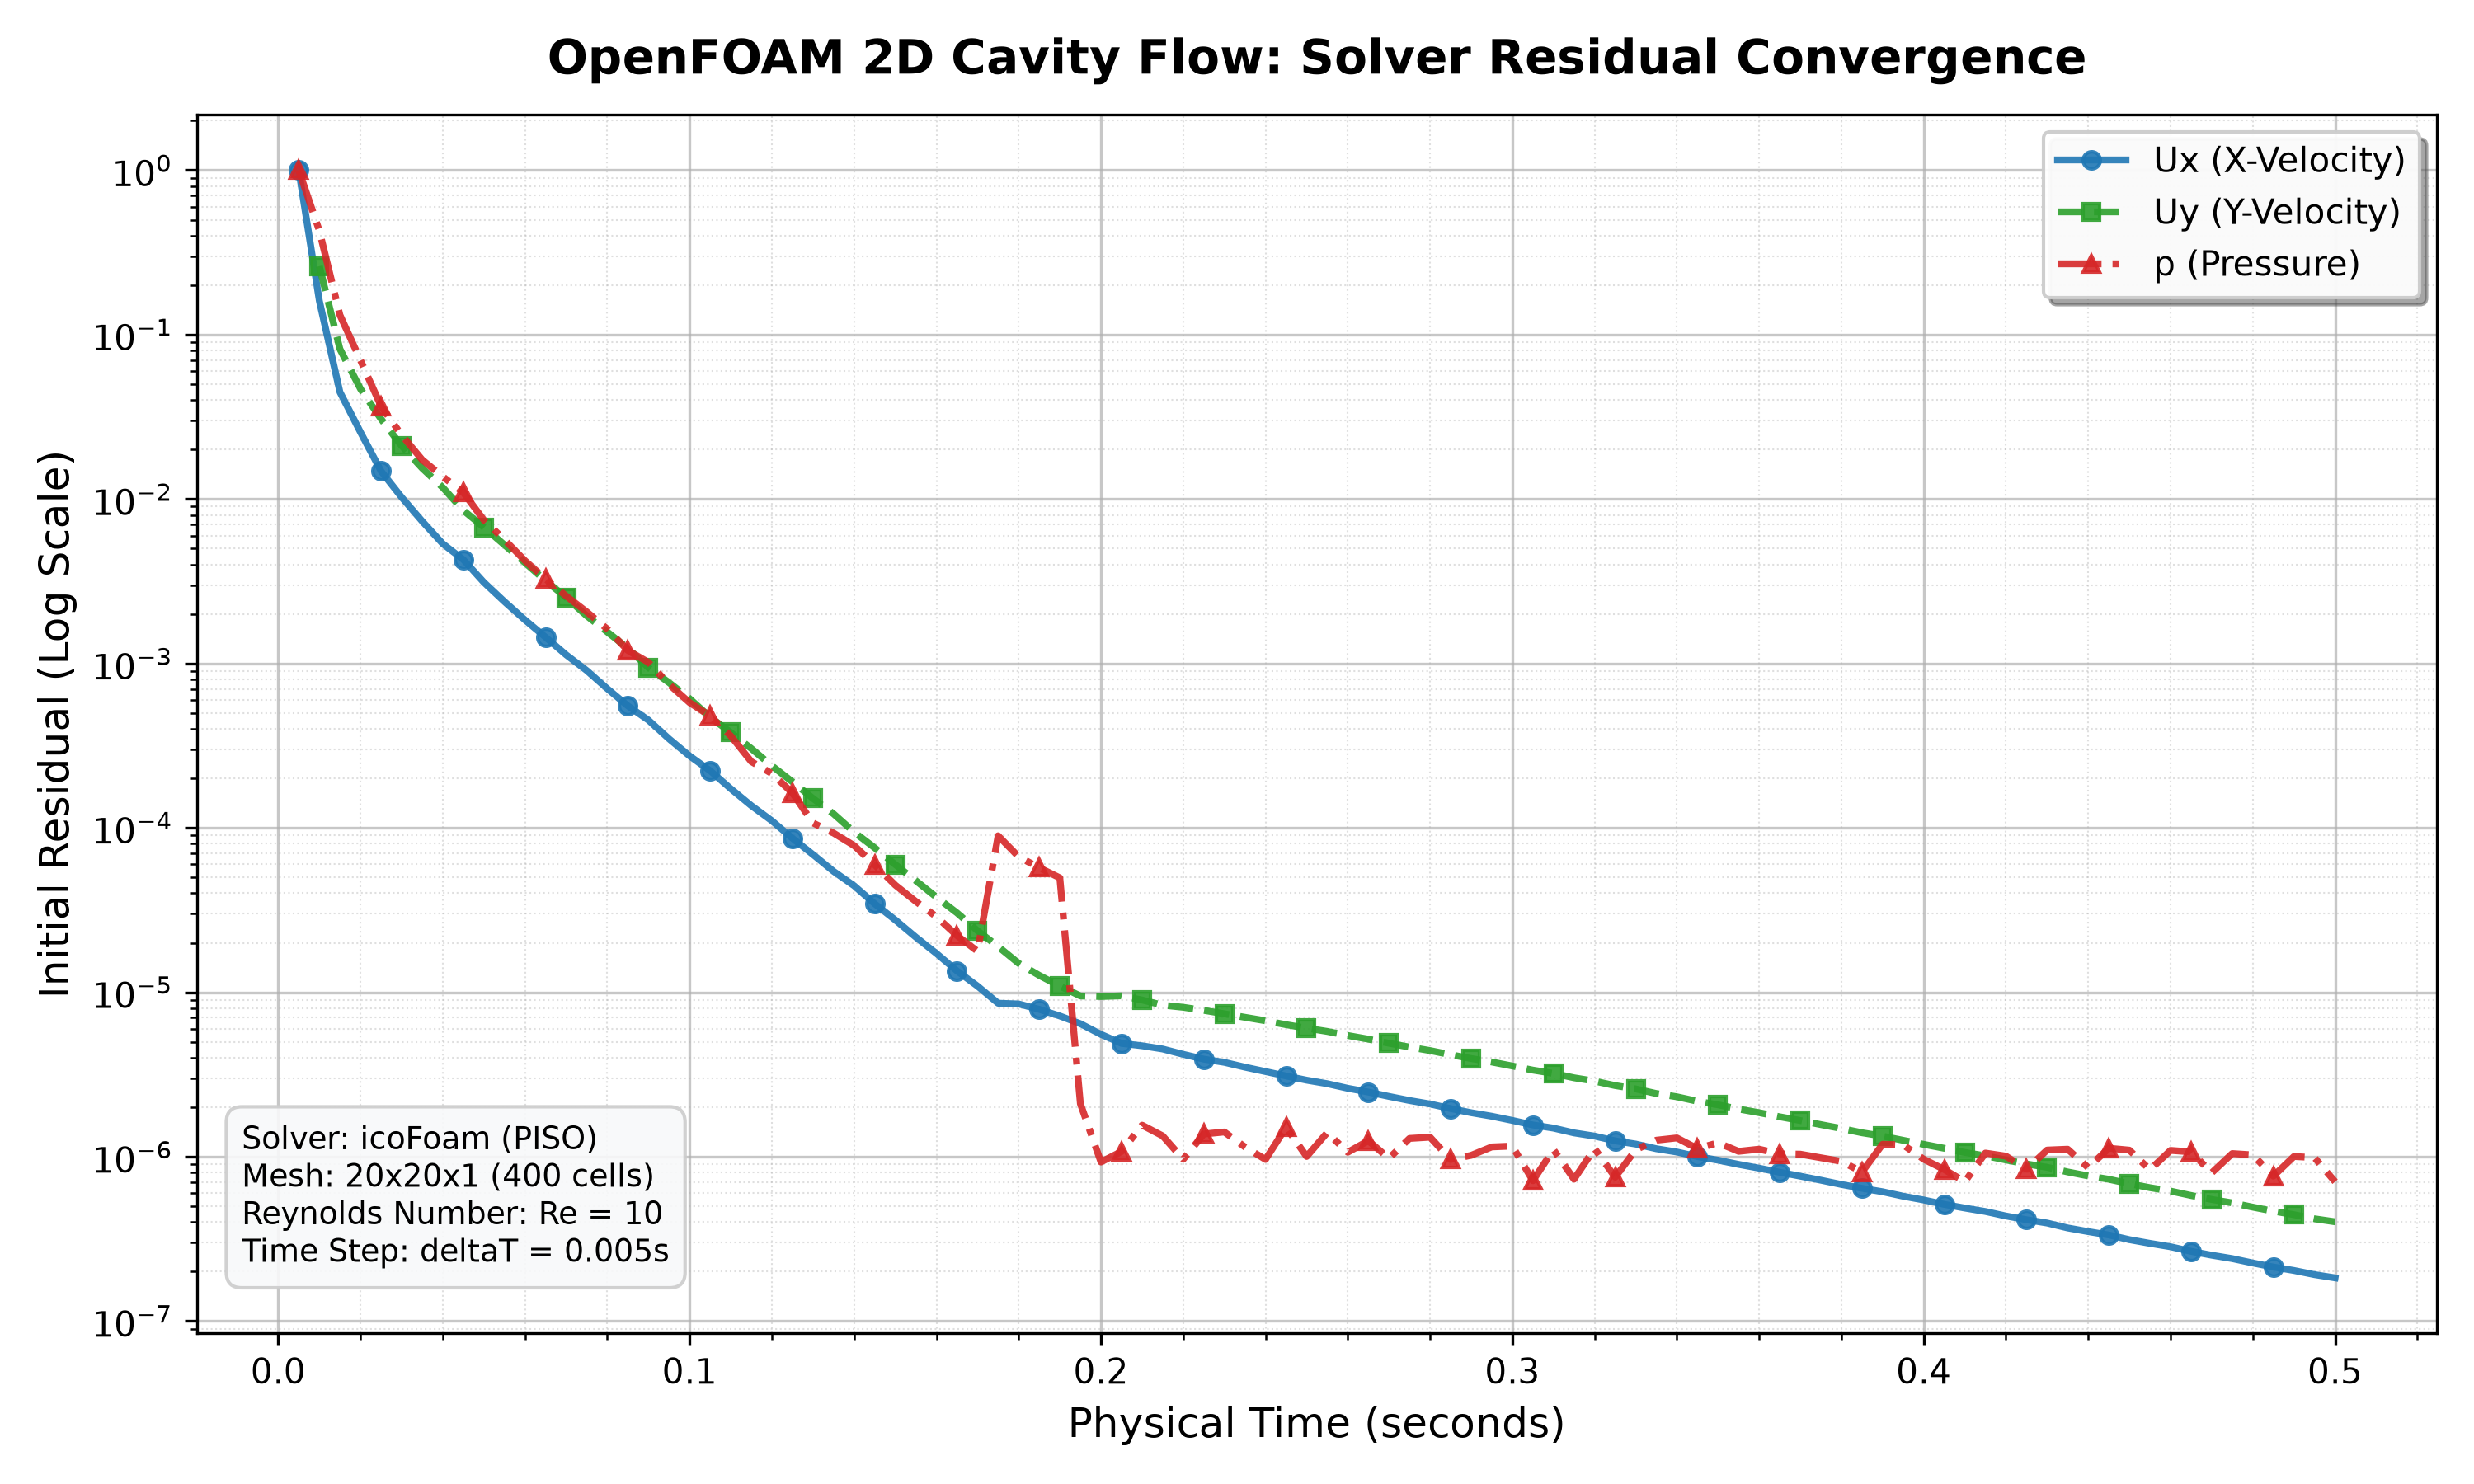 OpenFOAM 2D Cavity Flow: Solver Residual Convergence
Ux (X-Velocity)
Uy (Y-Velocity)
p (Pressure)
Initial Residual (Log Scale)
10⁰
10⁻¹
10⁻²
10⁻³
10⁻⁴
10⁻⁵
10⁻⁶
10⁻⁷
Solver: icoFoam (PISO)
Mesh: 20x20x1 (400 cells)
Reynolds Number: Re = 10
Time Step: deltaT = 0.005s
0.0 0.1 0.2 0.3 0.4 0.5
Physical Time (seconds)